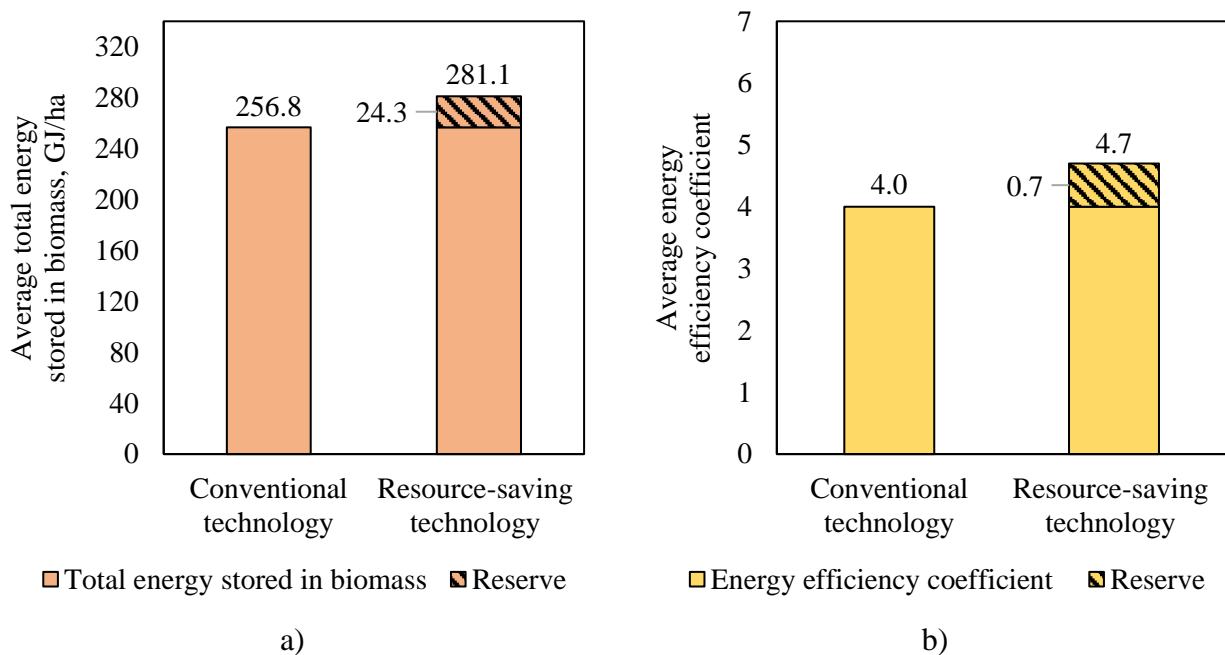 Average total energy
stored in biomass, GJ/ha
320
280
240
200
160
120
80
40
0
256.8
24.3
281.1
Conventional
technology
Resource-saving
technology
Total energy stored in biomass
Reserve
a)
Average energy
efficiency coefficient
7
6
5
4
3
2
1
0
4.0
0.7
4.7
Conventional
technology
Resource-saving
technology
Energy efficiency coefficient
Reserve
b)